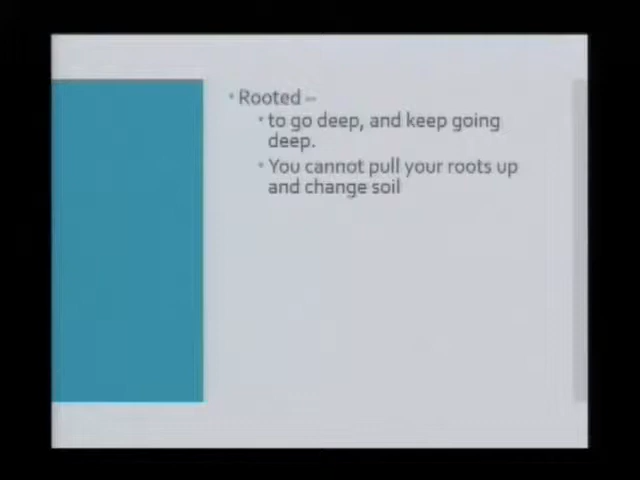 • Rooted –
• to go deep, and keep going
deep.
• You cannot pull your roots up
and change soil